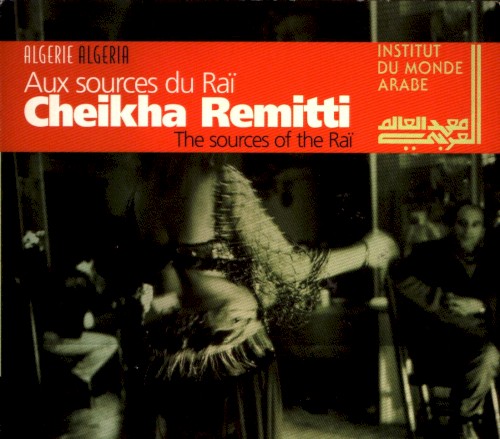 ALGERIE ALGERIA
Aux sources du Raï
Cheikha Remitti
The sources of the Raï
INSTITUT
DU MONDE
ARABE
معهد العالم
العربي